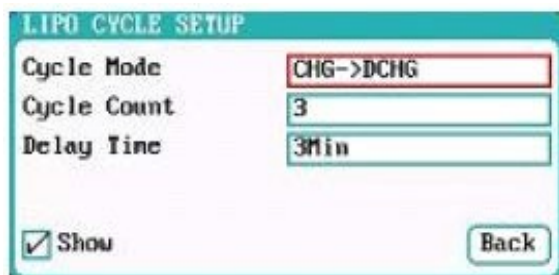 LIPO CYCLE SETUP
Cycle Mode CHG->DCHG
Cycle Count 3
Delay Time 3Min
Show Back